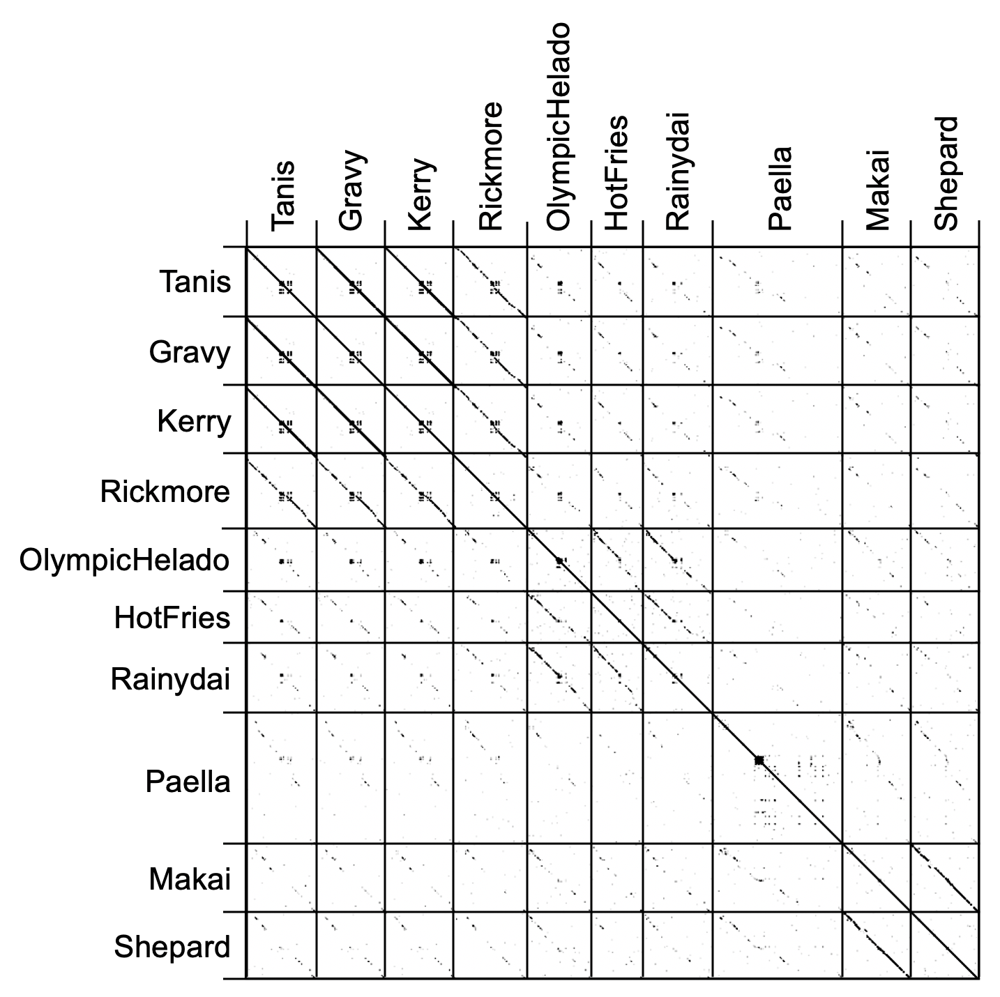 Tanis
Gravy
Kerry
Rickmore
OlympicHelado
HotFries
Rainydai
Paella
Makai
Shepard
Tanis
Gravy
Kerry
Rickmore
OlympicHelado
HotFries
Rainydai
Paella
Makai
Shepard